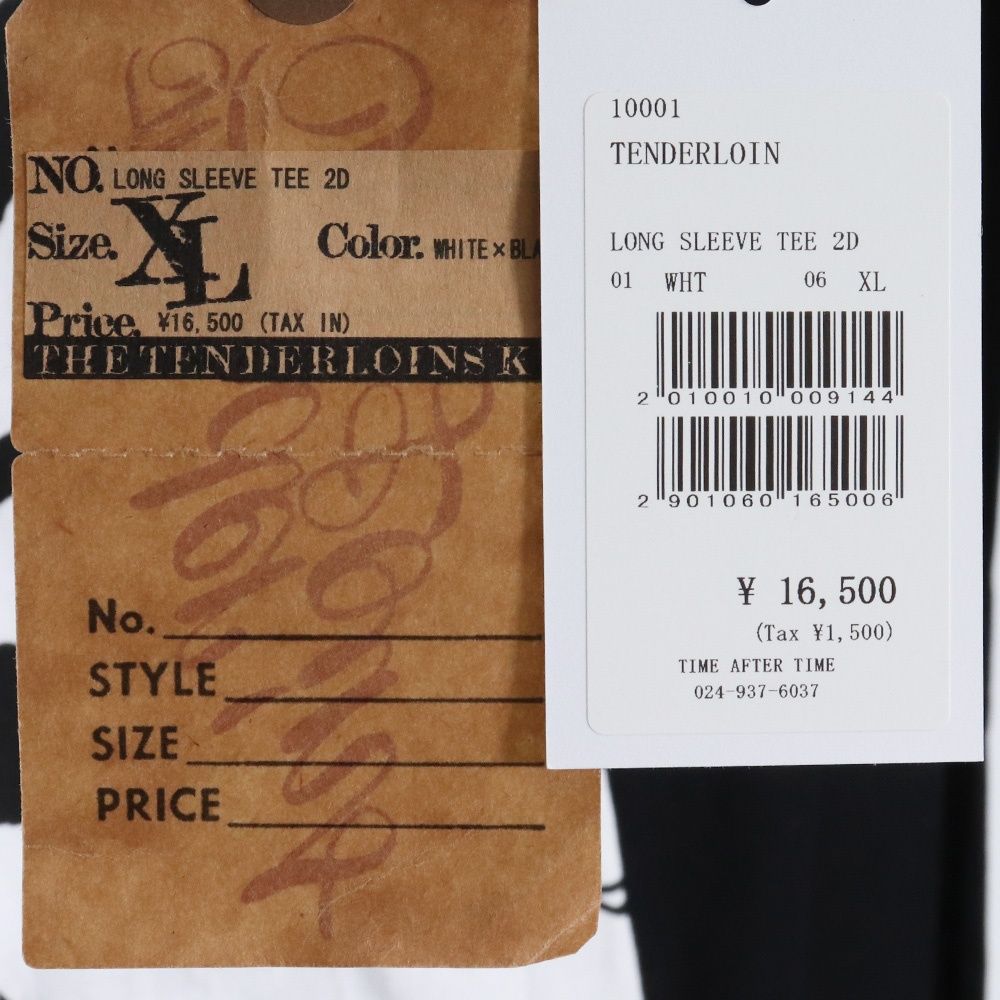 NO. LONG SLEEVE TEE 2D
Size. XL Color. WHITE×BLA
Price. ¥16,500 (TAX IN)
THE TENDERLOINS K
No.
STYLE
SIZE
PRICE
10001
TENDERLOIN
LONG SLEEVE TEE 2D
01 WHT 06 XL
2 010010 009144
2 901060 165006
¥ 16,500
(Tax ¥1,500)
TIME AFTER TIME
024-937-6037